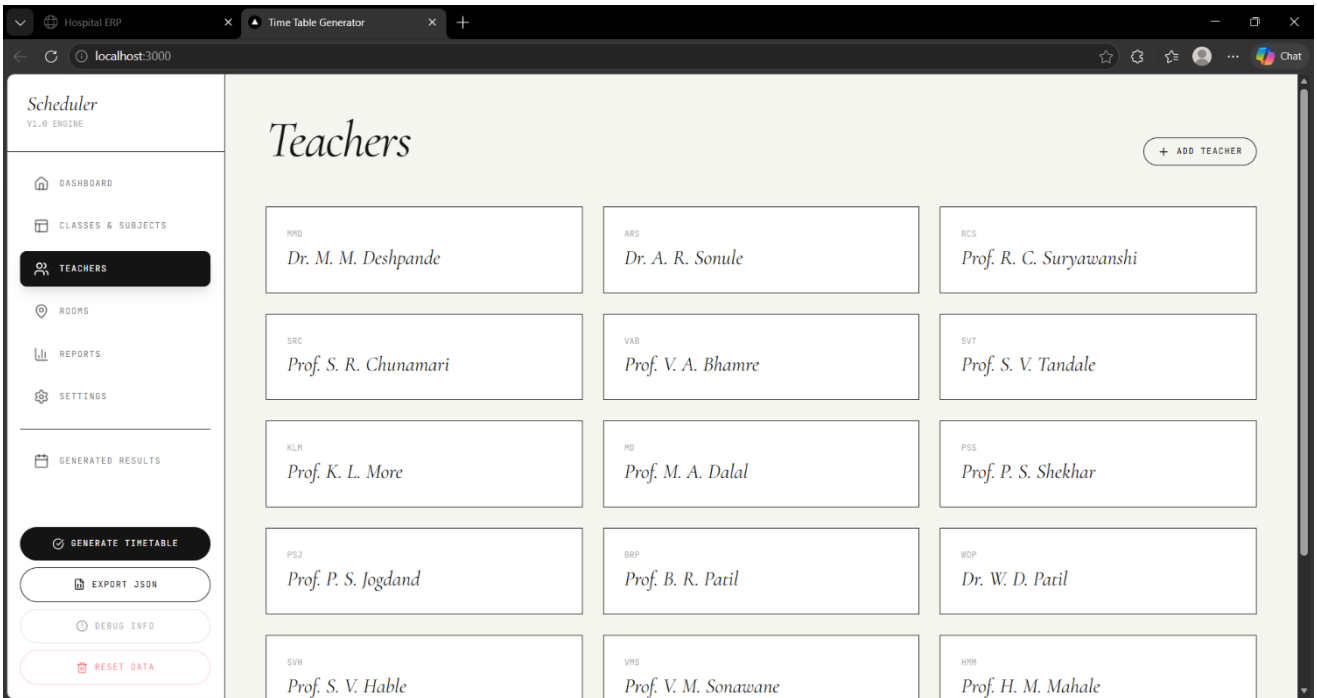 Hospital ERP
Time Table Generator
localhost:3000
Chat
Scheduler
V1.0 ENGINE
DASHBOARD
CLASSES & SUBJECTS
TEACHERS
ROOMS
REPORTS
SETTINGS
GENERATED RESULTS
GENERATE TIMETABLE
EXPORT JSON
DEBUG INFO
RESET DATA
Teachers
+ ADD TEACHER
MMD
Dr. M. M. Deshpande
ARS
Dr. A. R. Sonule
RCS
Prof. R. C. Suryawanshi
SRC
Prof. S. R. Chunamari
VAB
Prof. V. A. Bhamre
SVT
Prof. S. V. Tandale
KLM
Prof. K. L. More
MD
Prof. M. A. Dalal
PSS
Prof. P. S. Shekhar
PSJ
Prof. P. S. Jogdand
BRP
Prof. B. R. Patil
WDP
Dr. W. D. Patil
SVH
Prof. S. V. Hable
VMS
Prof. V. M. Sonawane
HMM
Prof. H. M. Mahale